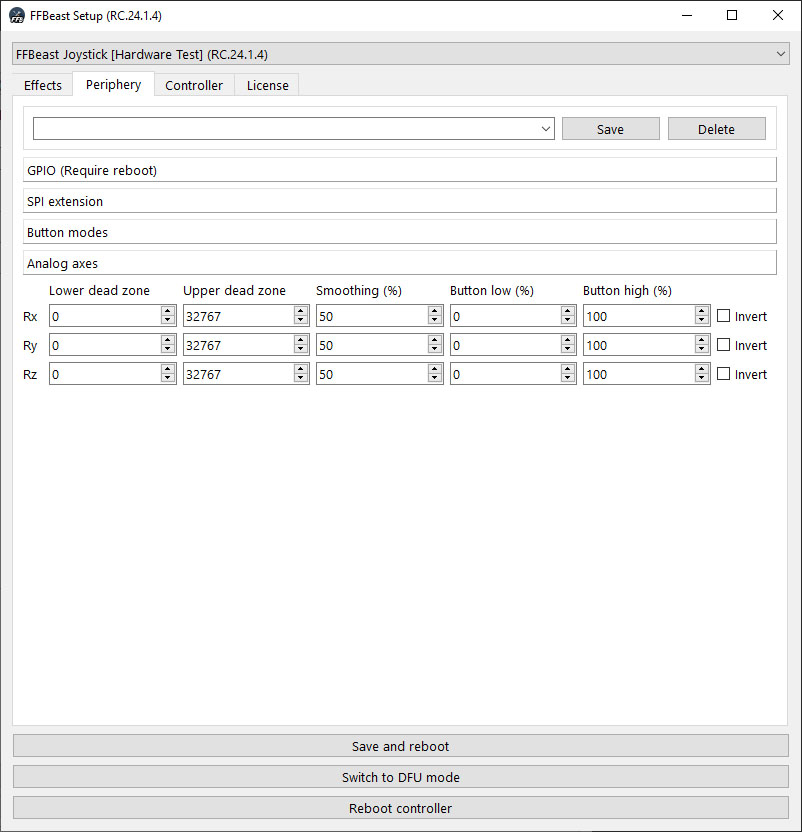 FFBeast Setup (RC.24.1.4)
FFBeast Joystick [Hardware Test] (RC.24.1.4)
Effects Periphery Controller License
Save Delete
GPIO (Require reboot)
SPI extension
Button modes
Analog axes
Lower dead zone Upper dead zone Smoothing (%) Button low (%) Button high (%)
Rx 0 32767 50 0 100 Invert
Ry 0 32767 50 0 100 Invert
Rz 0 32767 50 0 100 Invert
Save and reboot
Switch to DFU mode
Reboot controller